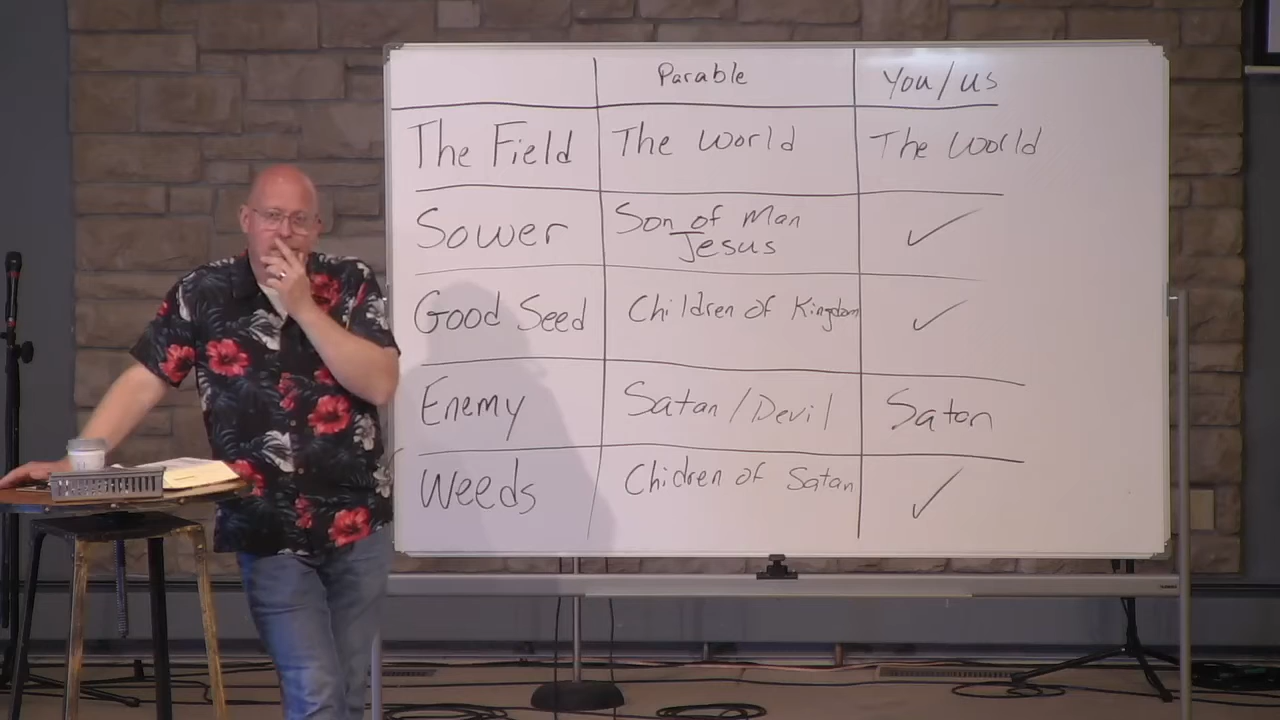 Parable You/us
The Field The World The World
Sower Son of Man
Jesus
Good Seed Children of Kingdom
Enemy Satan/Devil Satan
Weeds Chidren of Satan